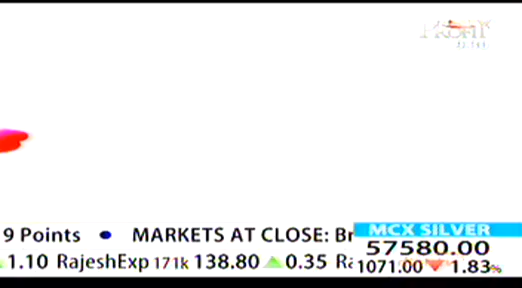 PROFIT
9 Points • MARKETS AT CLOSE: Br
1.10 RajeshExp 171k 138.80 0.35 Ra
MCX SILVER
57580.00
1071.00 1.83%